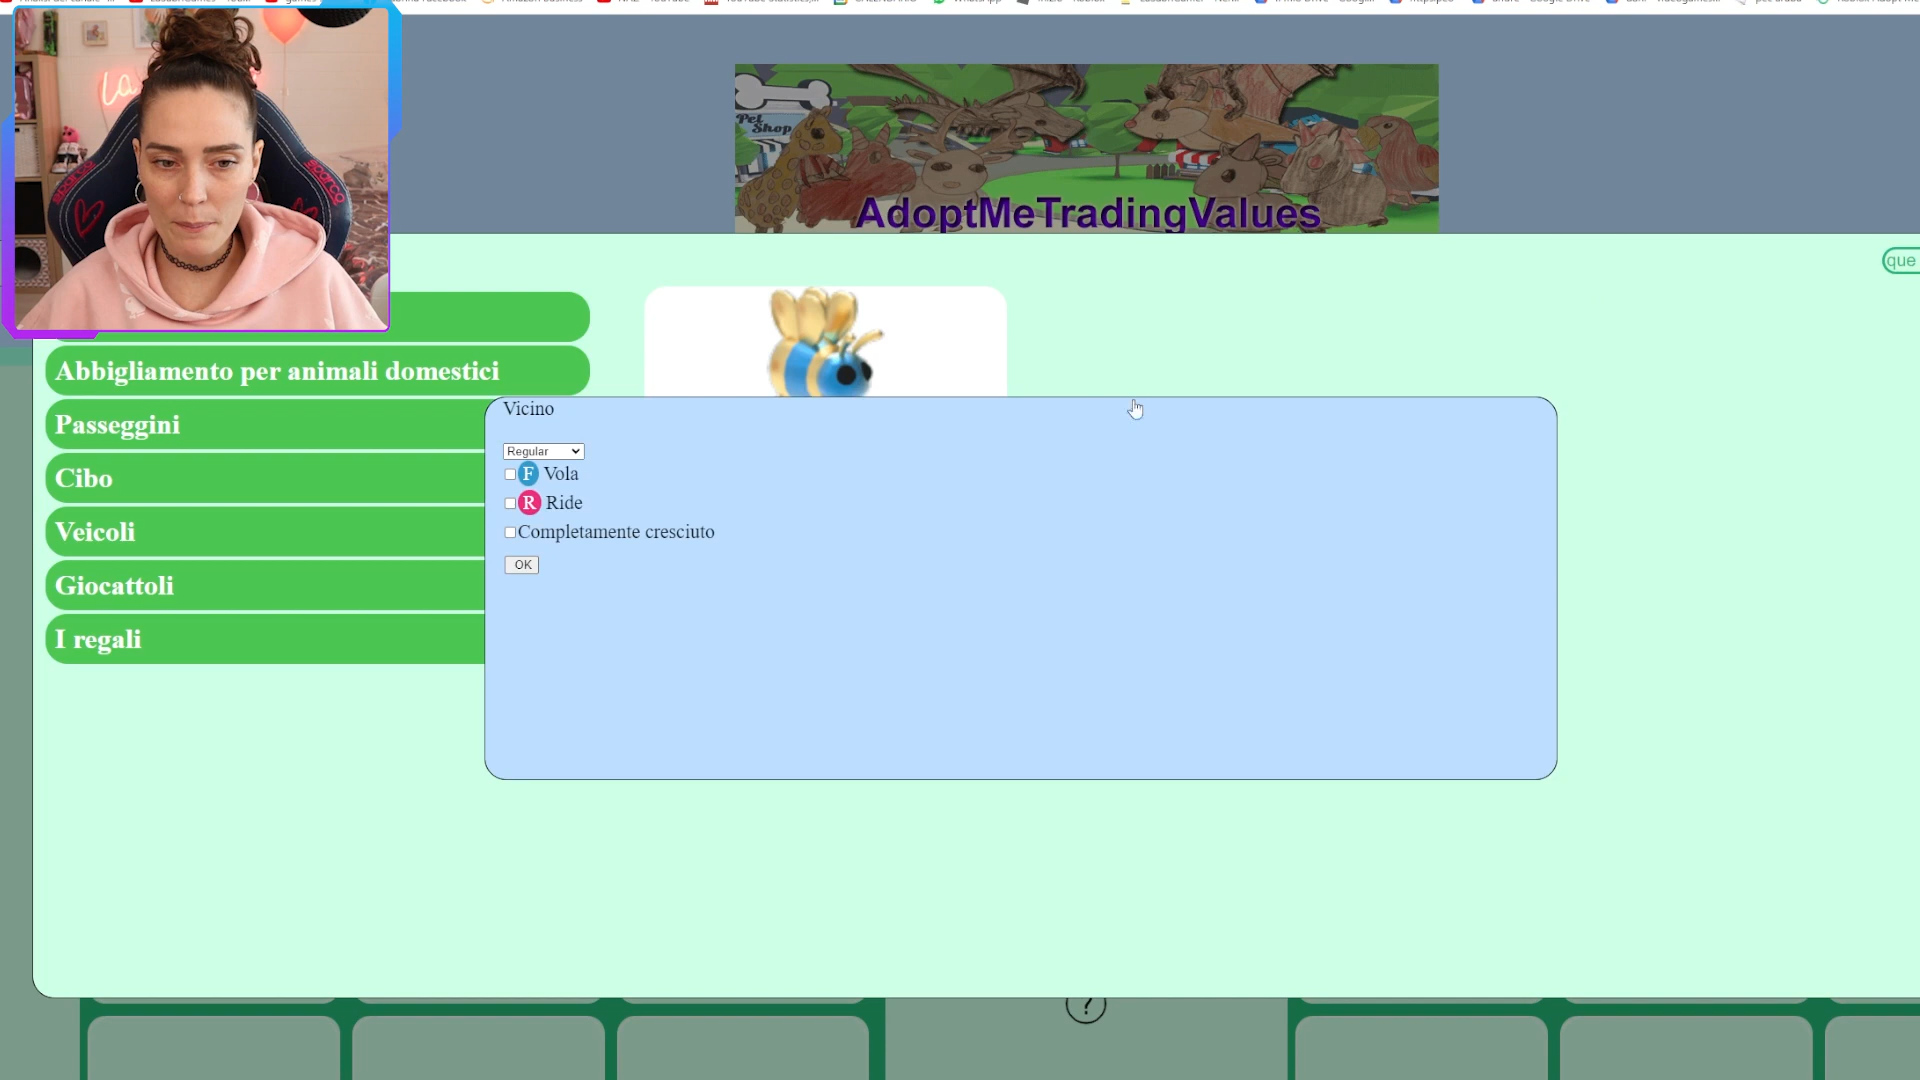 Pet Shop
AdoptMeTradingValues
que
Abbigliamento per animali domestici
Passeggini
Cibo
Veicoli
Giocattoli
I regali
Vicino
Regular
F Vola
R Ride
Completamente cresciuto
OK
?